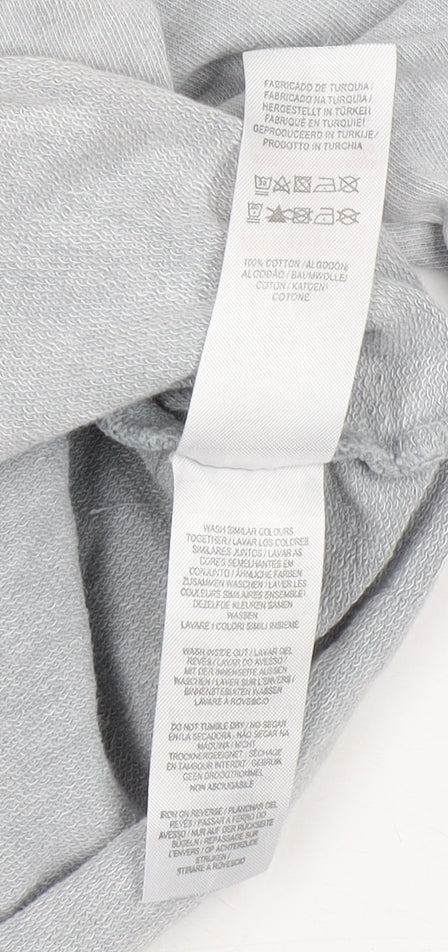 FABRICADO DE TURQUIA/
FABRICADO NA TURQUIA/
HERGESTELLT IN TÜRKEI/
FABRIQUÉ EN TURQUIE/
GEPRODUCEERD IN TURKIJE/
PRODOTTO IN TURCHIA
100% COTTON / ALGODÓN/
ALGODÃO / BAUMWOLLE/
COTON / KATOEN/
COTONE
WASH SIMILAR COLOURS
TOGETHER / LAVAR LOS COLORES
SIMILARES JUNTOS / LAVAR AS
CORES SEMELHANTES EM
CONJUNTO / ÄHNLICHE FARBEN
ZUSAMMEN WASCHEN / LAVER LES
COULEURS SIMILAIRES ENSEMBLE/
DEZELFDE KLEUREN SAMEN
WASSEN
LAVARE I COLORI SIMILI INSIEME
WASH INSIDE OUT / LAVAR DEL
REVÉS / LAVAR DO AVESSO /
MIT DER INNENSEITE AUSSEN
WASCHEN / LAVER SUR L'ENVERS /
BINNENSTEBUITEN WASSEN
LAVARE A ROVESCIO
DO NOT TUMBLE DRY / NO SECAR
EN LA SECADORA / NÃO SECAR NA
MÁQUINA / NICHT
TROCKNERGEEIGNET / SÉCHAGE
EN TAMBOUR INTERDIT / GEBRUIK
GEEN DROOGTROMMEL
NON ASCIUGABILE
IRON ON REVERSE / PLANCHAR DEL
REVÉS / PASSAR A FERRO DO
AVESSO / NUR AUF DER RÜCKSEITE
BÜGELN / REPASSAGE SUR
L'ENVERS / OP ACHTERZIJDE
STRIJKEN /
STIRARE A ROVESCIO